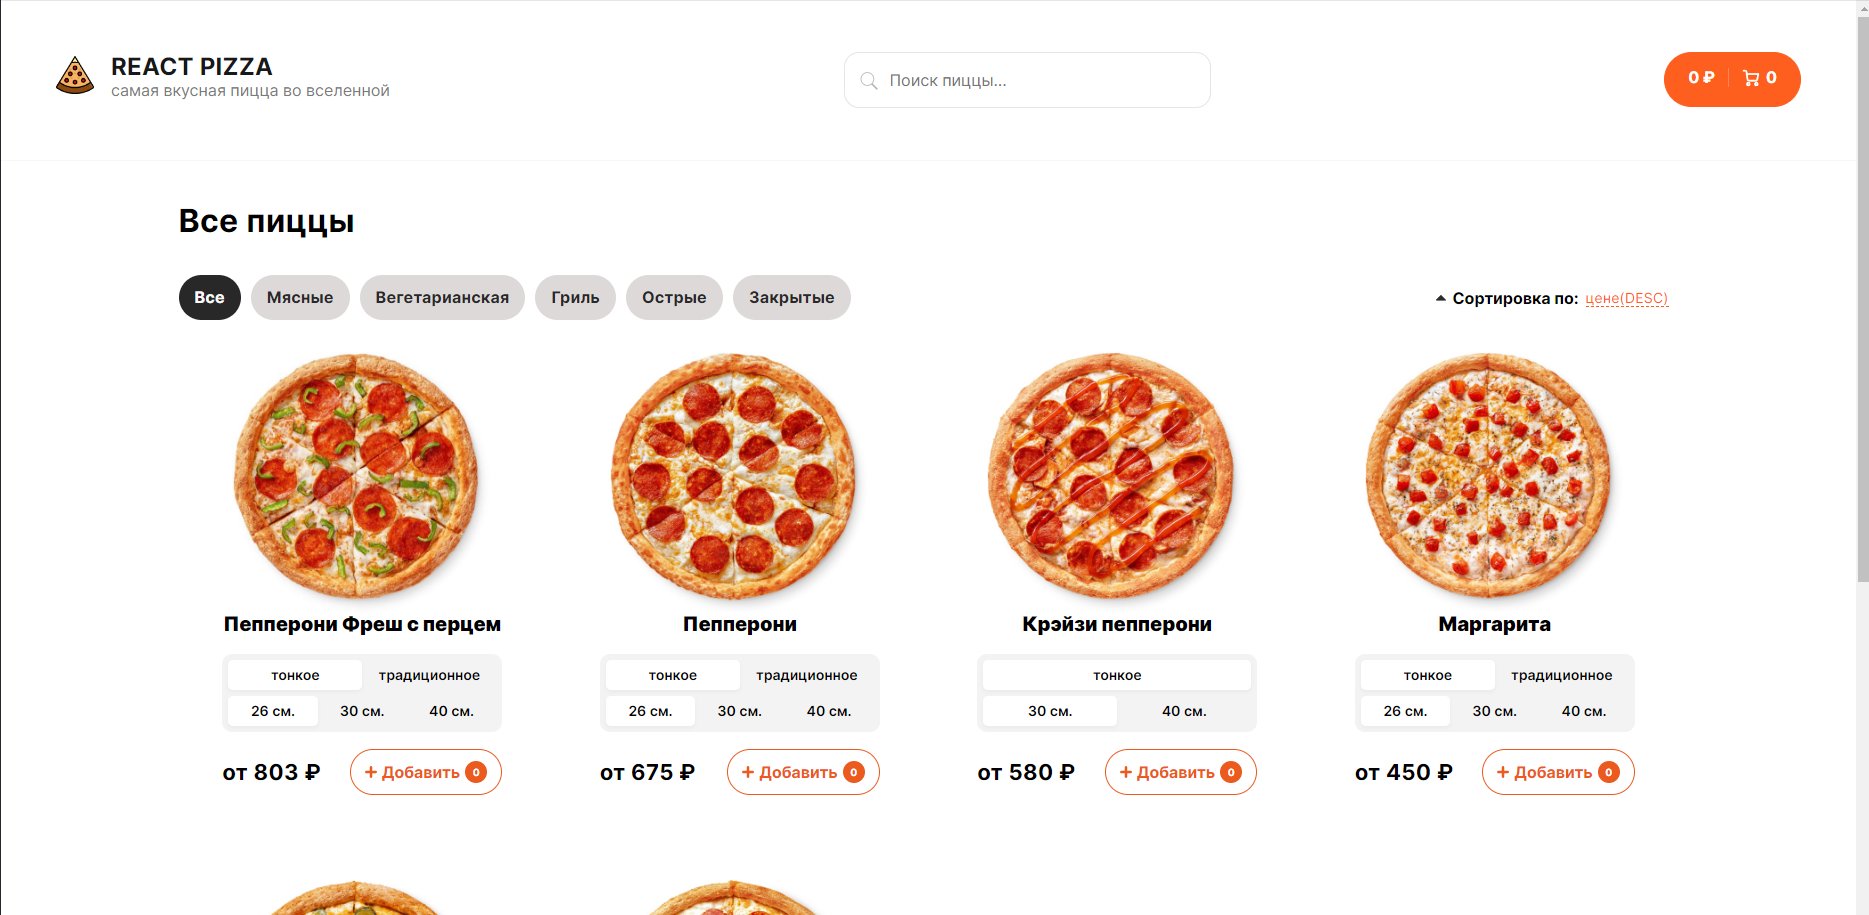 REACT PIZZA
самая вкусная пицца во вселенной
Поиск пиццы...
0 ₽ 0
Все пиццы
Все Мясные Вегетарианская Гриль Острые Закрытые
Сортировка по: цене(DESC)
Пепперони Фреш с перцем
тонкое традиционное
26 см. 30 см. 40 см.
от 803 ₽ + Добавить 0
Пепперони
тонкое традиционное
26 см. 30 см. 40 см.
от 675 ₽ + Добавить 0
Крэйзи пепперони
тонкое
30 см. 40 см.
от 580 ₽ + Добавить 0
Маргарита
тонкое традиционное
26 см. 30 см. 40 см.
от 450 ₽ + Добавить 0